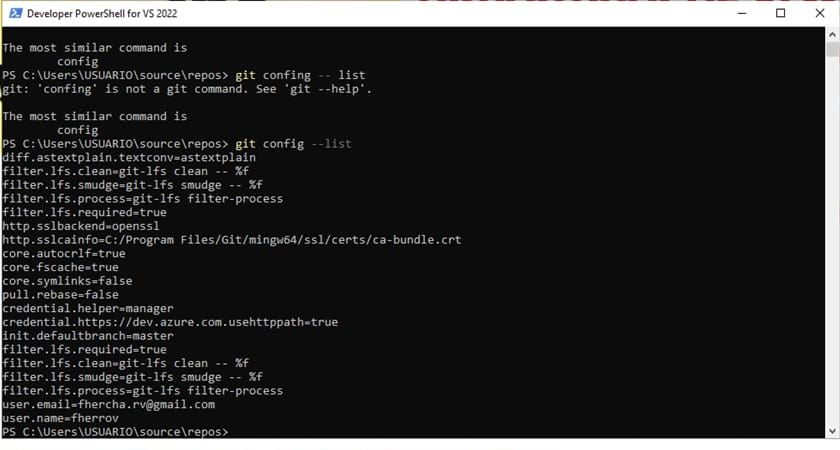 Developer PowerShell for VS 2022
The most similar command is
config
PS C:\Users\USUARIO\source\repos> git confing -- list
git: 'confing' is not a git command. See 'git --help'.
The most similar command is
config
PS C:\Users\USUARIO\source\repos> git config --list
diff.astextplain.textconv=astextplain
filter.lfs.clean=git-lfs clean -- %f
filter.lfs.smudge=git-lfs smudge -- %f
filter.lfs.process=git-lfs filter-process
filter.lfs.required=true
http.sslbackend=openssl
http.sslcainfo=C:/Program Files/Git/mingw64/ssl/certs/ca-bundle.crt
core.autocrlf=true
core.fscache=true
core.symlinks=false
pull.rebase=false
credential.helper=manager
credential.https://dev.azure.com.usehttppath=true
init.defaultbranch=master
filter.lfs.required=true
filter.lfs.clean=git-lfs clean -- %f
filter.lfs.smudge=git-lfs smudge -- %f
filter.lfs.process=git-lfs filter-process
user.email=fhercha.rv@gmail.com
user.name=fherrov
PS C:\Users\USUARIO\source\repos>